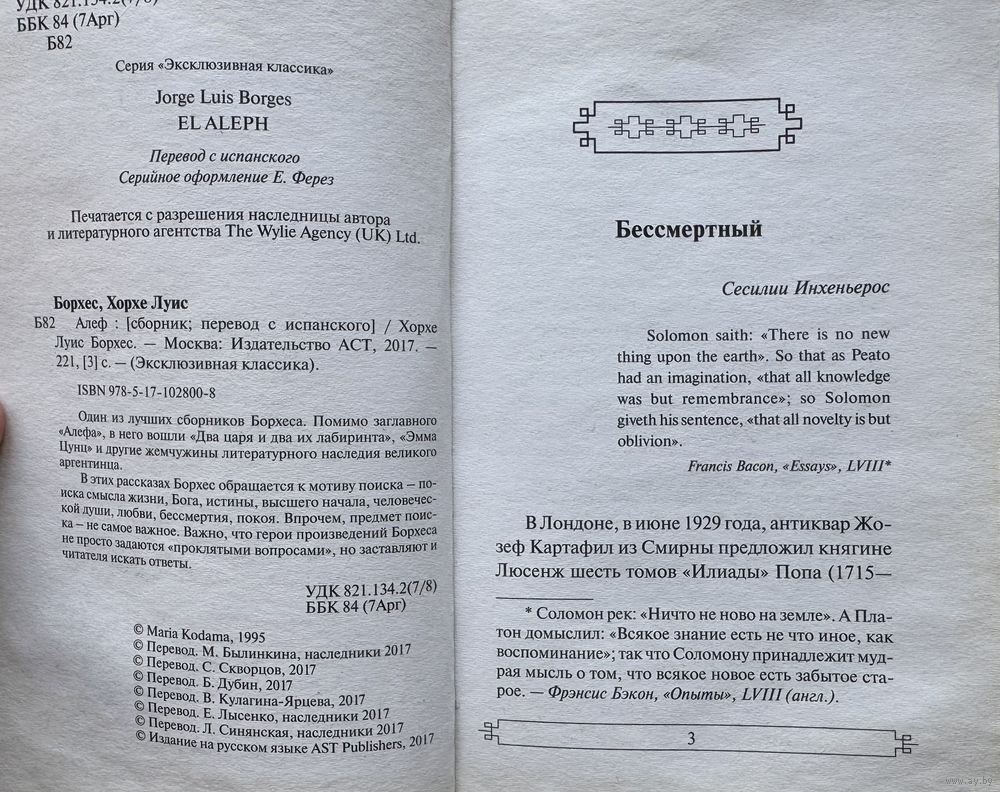 УДК 821.134.2(7/8)
ББК 84 (7Арг)
Б82
Серия «Эксклюзивная классика»
Jorge Luis Borges
EL ALEPH
Перевод с испанского
Серийное оформление Е. Ферез
Печатается с разрешения наследницы автора
и литературного агентства The Wylie Agency (UK) Ltd.
Борхес, Хорхе Луис
Б82 Алеф : [сборник; перевод с испанского] / Хорхе
Луис Борхес. — Москва: Издательство АСТ, 2017. —
221, [3] с. — (Эксклюзивная классика).
ISBN 978-5-17-102800-8
Один из лучших сборников Борхеса. Помимо заглавного
«Алефа», в него вошли «Два царя и два их лабиринта», «Эмма
Цунц» и другие жемчужины литературного наследия великого
аргентинца.
В этих рассказах Борхес обращается к мотиву поиска – по-
иска смысла жизни, Бога, истины, высшего начала, человечес-
кой души, любви, бессмертия, покоя. Впрочем, предмет поис-
ка – не самое важное. Важно, что герои произведений Борхеса
не просто задаются «проклятыми вопросами», но заставляют и
читателя искать ответы.
УДК 821.134.2(7/8)
ББК 84 (7Арг)
© Maria Kodama, 1995
© Перевод. М. Былинкина, наследники 2017
© Перевод. С. Скворцов, 2017
© Перевод. Б. Дубин, 2017
© Перевод. В. Кулагина-Ярцева, 2017
© Перевод. Е. Лысенко, наследники 2017
© Перевод. Л. Синянская, наследники 2017
© Издание на русском языке AST Publishers, 2017
Бессмертный
Сесилии Инхеньерос
Solomon saith: «There is no new
thing upon the earth». So that as Peato
had an imagination, «that all knowledge
was but remembrance»; so Solomon
giveth his sentence, «that all novelty is but
oblivion».
Francis Bacon, «Essays», LVIII*
В Лондоне, в июне 1929 года, антиквар Жо-
зеф Картафил из Смирны предложил княгине
Люсенж шесть томов «Илиады» Попа (1715—
* Соломон рек: «Ничто не ново на земле». А Пла-
тон домыслил: «Всякое знание есть не что иное, как
воспоминание»; так что Соломону принадлежит муд-
рая мысль о том, что всякое новое есть забытое ста-
рое. — Фрэнсис Бэкон, «Опыты», LVIII (англ.).
3
www.ay.by